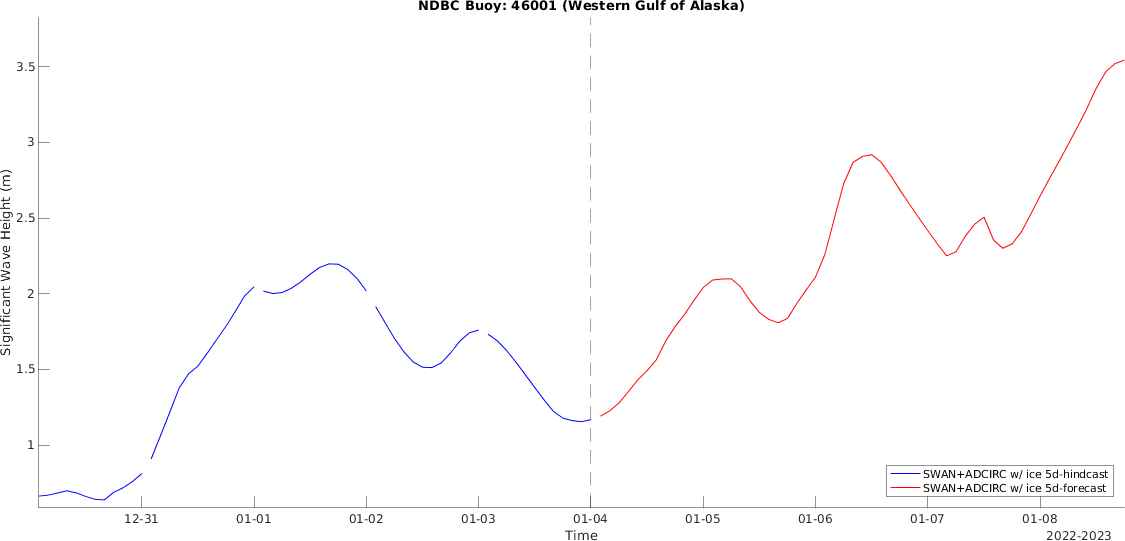 NDBC Buoy: 46001 (Western Gulf of Alaska)
Significant Wave Height (m)
3.5
3
2.5
2
1.5
1
SWAN+ADCIRC w/ ice 5d-hindcast
SWAN+ADCIRC w/ ice 5d-forecast
12-31 01-01 01-02 01-03 01-04 01-05 01-06 01-07 01-08
Time
2022-2023